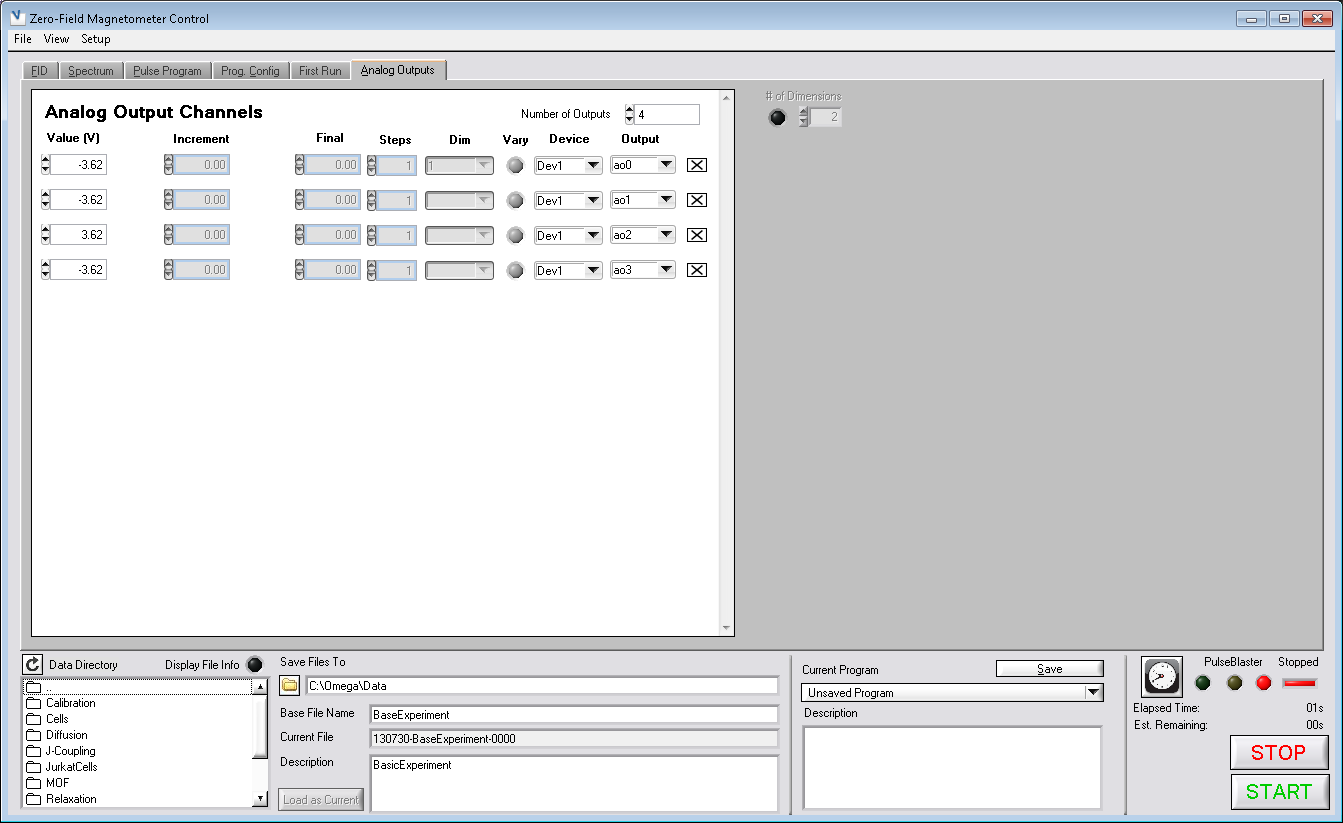 Zero-Field Magnetometer Control
File View Setup
FID Spectrum Pulse Program Prog. Config First Run Analog Outputs
Analog Output Channels
Number of Outputs 4
# of Dimensions
2
Value (V) Increment Final Steps Dim Vary Device Output
-3.62 0.00 0.00 1 1 Dev1 ao0
-3.62 0.00 0.00 1 Dev1 ao1
3.62 0.00 0.00 1 Dev1 ao2
-3.62 0.00 0.00 1 Dev1 ao3
Data Directory Display File Info
..
Calibration
Cells
Diffusion
J-Coupling
JurkatCells
MOF
Relaxation
Save Files To
C:\Omega\Data
Base File Name BaseExperiment
Current File 130730-BaseExperiment-0000
Description BasicExperiment
Load as Current
Current Program Save
Unsaved Program
Description
PulseBlaster Stopped
Elapsed Time: 01s
Est. Remaining: 00s
STOP
START